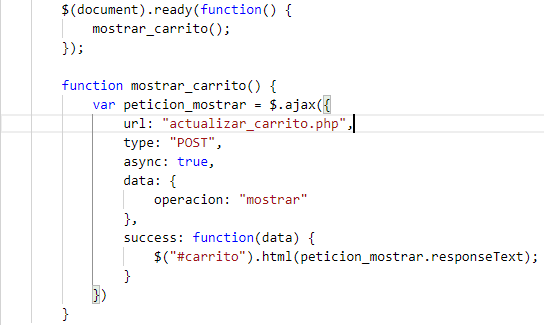 $(document).ready(function() {
mostrar_carrito();
});
function mostrar_carrito() {
var peticion_mostrar = $.ajax({
url: "actualizar_carrito.php",
type: "POST",
async: true,
data: {
operacion: "mostrar"
},
success: function(data) {
$("#carrito").html(peticion_mostrar.responseText);
}
})
}